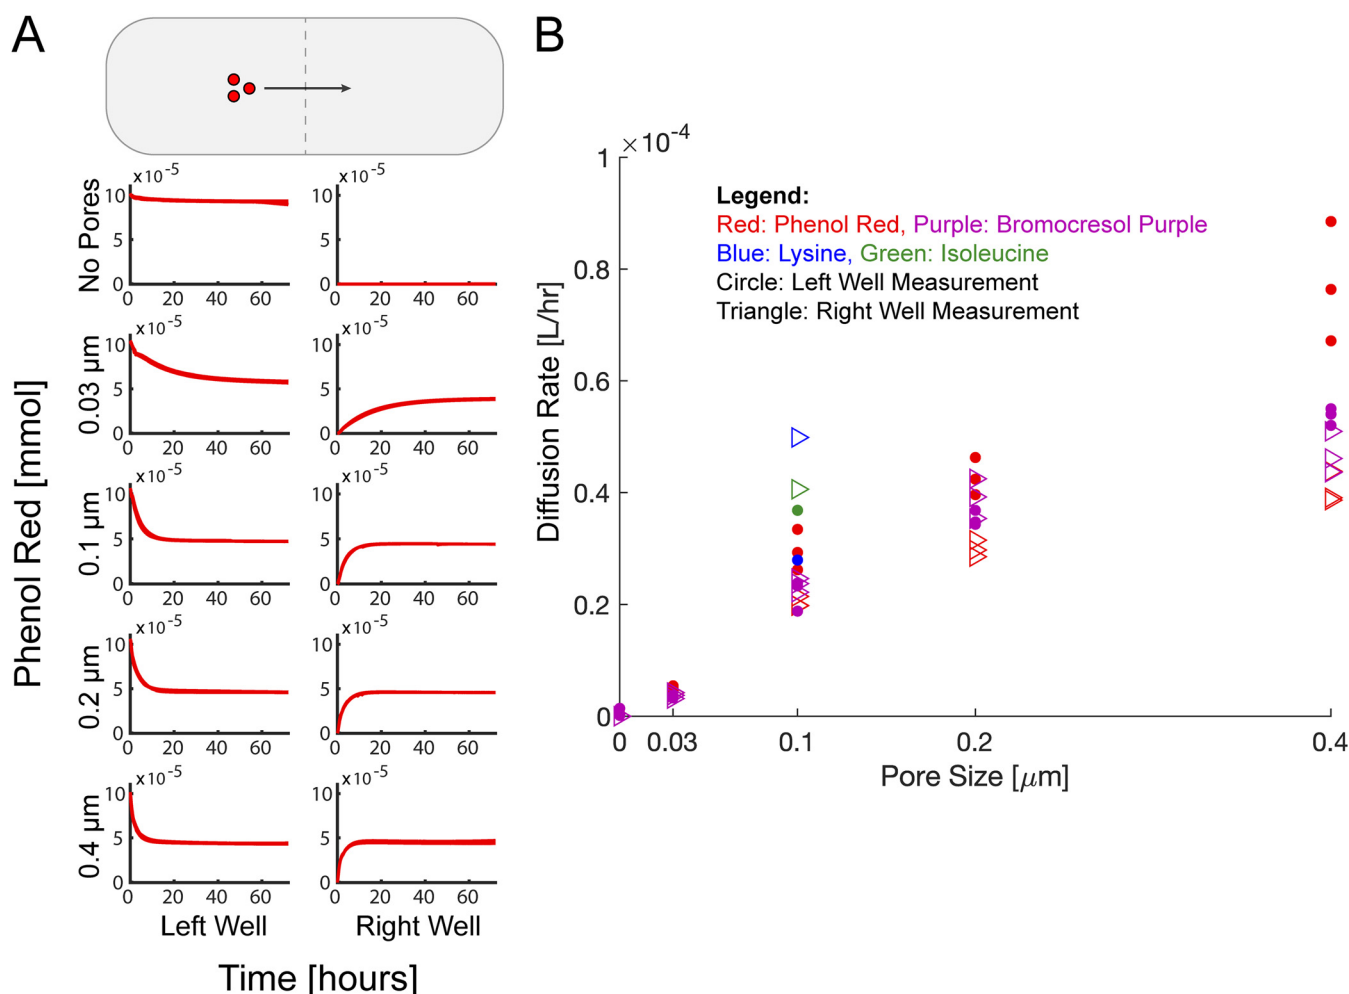 A
No Pores
x10⁻⁵
10
5
0
0 20 40 60
x10⁻⁵
10
5
0
0 20 40 60
0.03 µm
x10⁻⁵
10
5
0
0 20 40 60
x10⁻⁵
10
5
0
0 20 40 60
0.1 µm
x10⁻⁵
10
5
0
0 20 40 60
x10⁻⁵
10
5
0
0 20 40 60
0.2 µm
x10⁻⁵
10
5
0
0 20 40 60
x10⁻⁵
10
5
0
0 20 40 60
0.4 µm
x10⁻⁵
10
5
0
0 20 40 60
x10⁻⁵
10
5
0
0 20 40 60
Phenol Red [mmol]
Left Well
Right Well
Time [hours]
B
×10⁻⁴
1
0.8
0.6
0.4
0.2
0
Diffusion Rate [L/hr]
Legend:
Red: Phenol Red, Purple: Bromocresol Purple
Blue: Lysine, Green: Isoleucine
Circle: Left Well Measurement
Triangle: Right Well Measurement
0 0.03 0.1 0.2 0.4
Pore Size [μm]